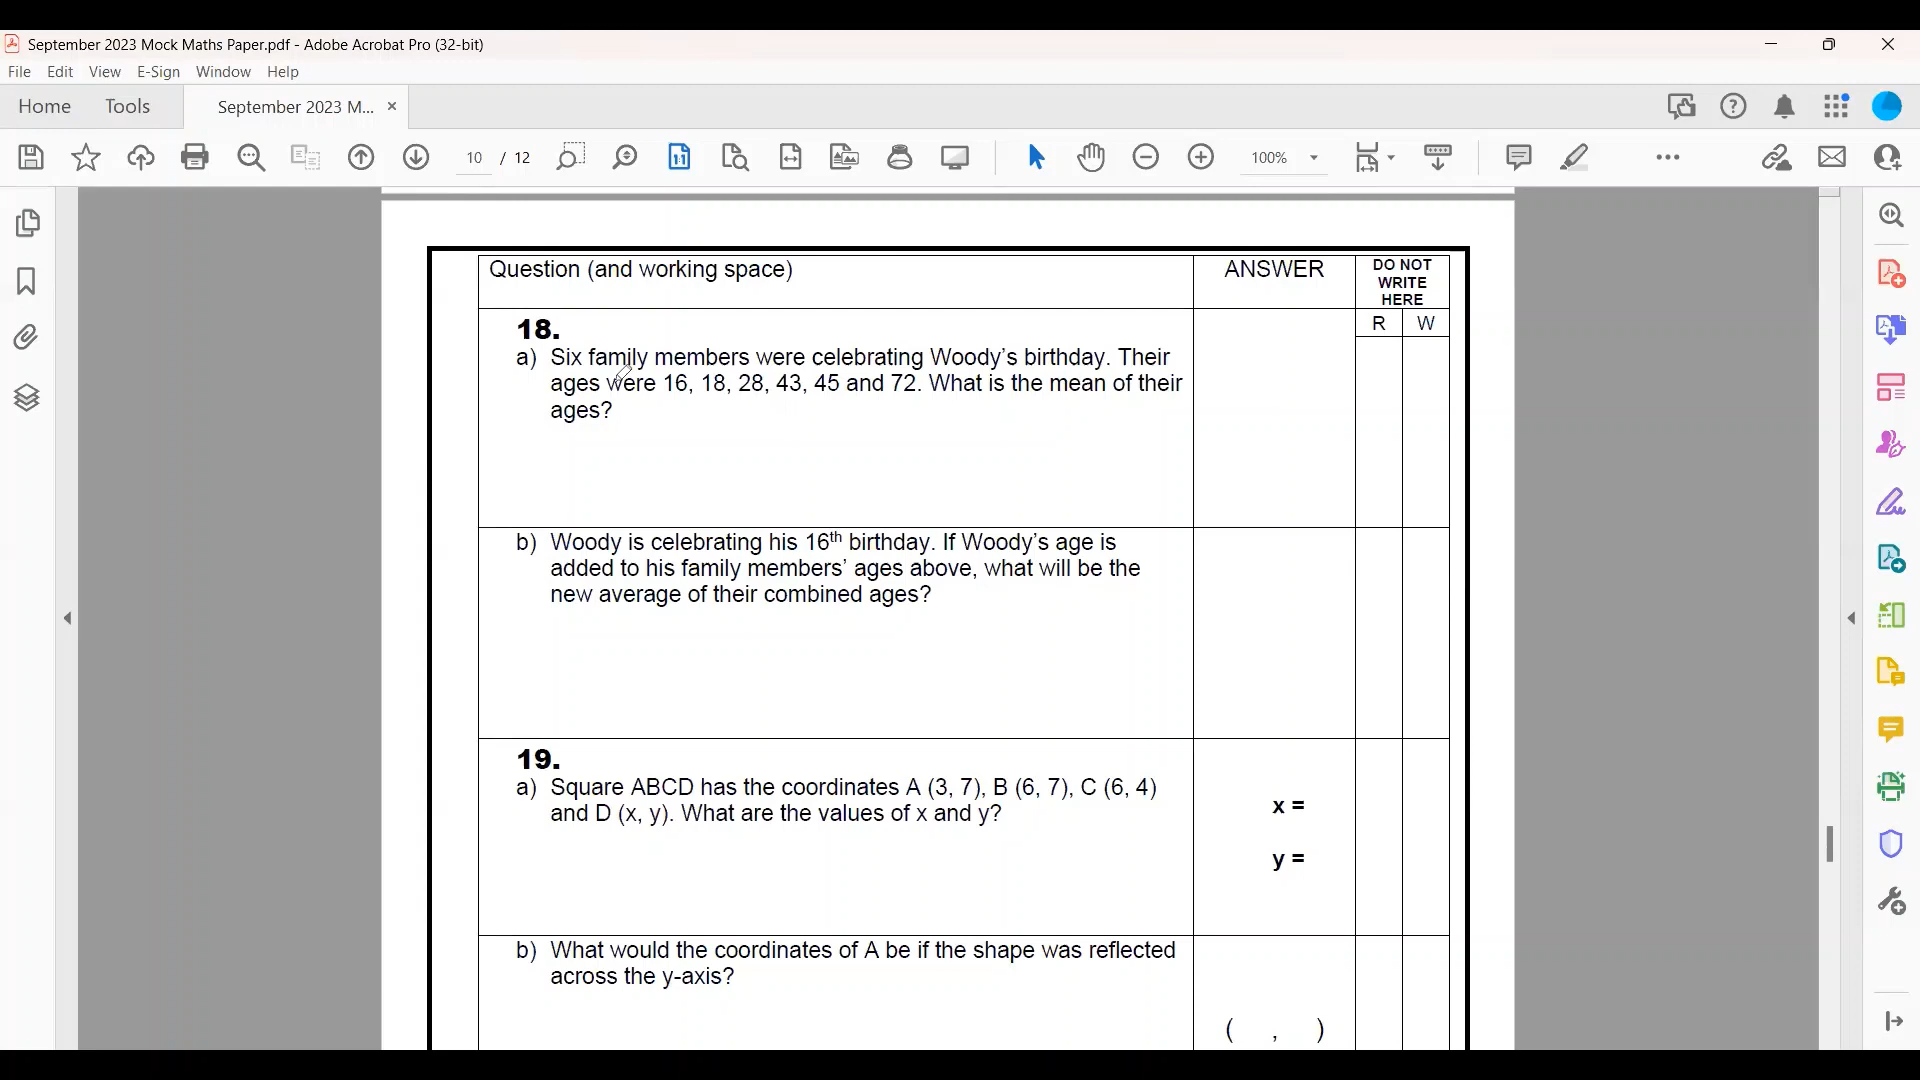 September 2023 Mock Maths Paper.pdf - Adobe Acrobat Pro (32-bit)
File Edit View E-Sign Window Help
Home Tools September 2023 M... ×
10 / 12 100%
Question (and working space) ANSWER DO NOT WRITE HERE
R W
18.
a) Six family members were celebrating Woody's birthday. Their
ages were 16, 18, 28, 43, 45 and 72. What is the mean of their
ages?
b) Woody is celebrating his 16th birthday. If Woody's age is
added to his family members' ages above, what will be the
new average of their combined ages?
19.
a) Square ABCD has the coordinates A (3, 7), B (6, 7), C (6, 4)
and D (x, y). What are the values of x and y?
x =
y =
b) What would the coordinates of A be if the shape was reflected
across the y-axis?
( , )